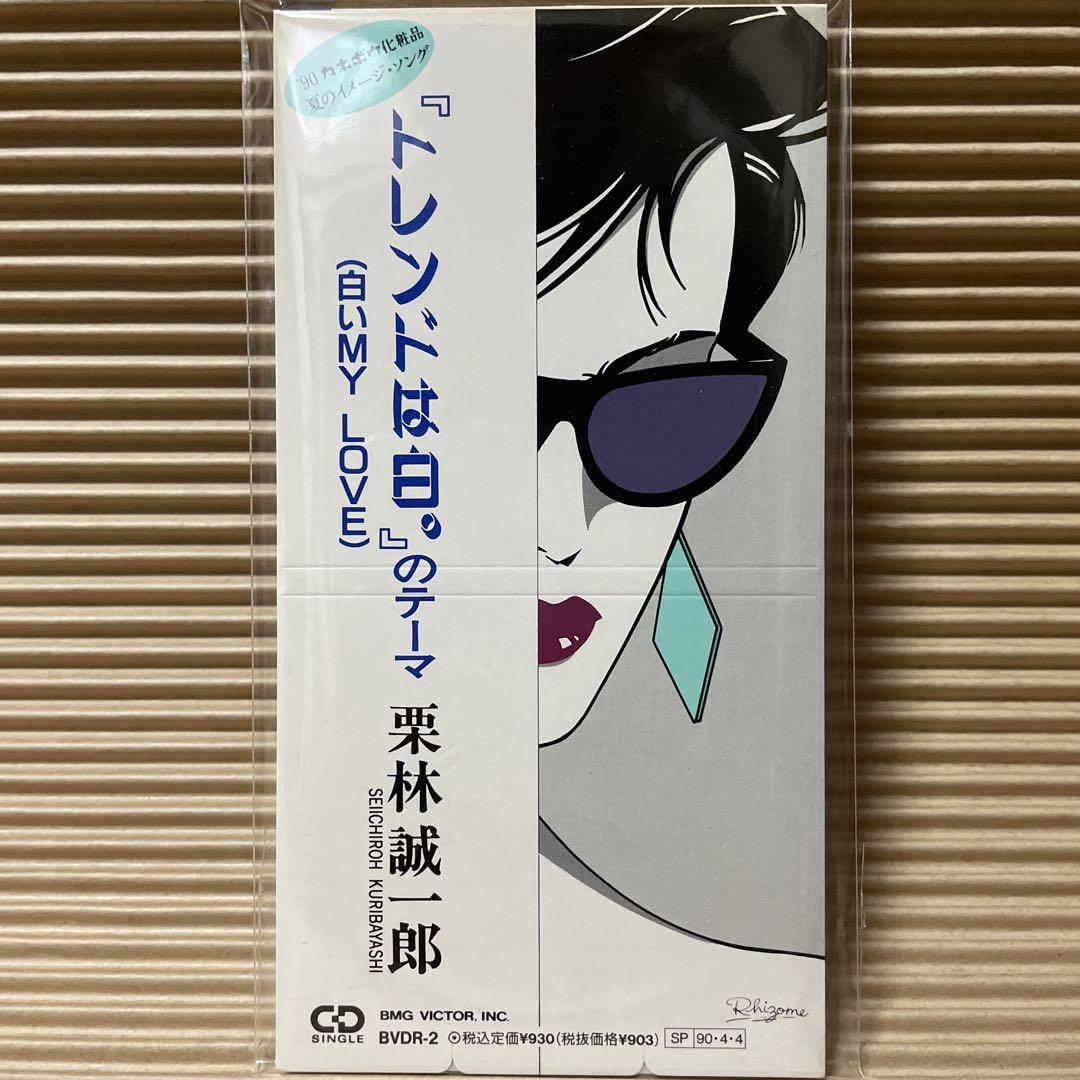 '90 カネボウ化粧品
夏のイメージ・ソング
『トレンドは白。』のテーマ
(白いMY LOVE)
栗林誠一郎
SEIICHIROH KURIBAYASHI
Rhizome
CD
SINGLE
BMG VICTOR, INC.
BVDR-2 ⦿税込定価¥930(税抜価格¥903) SP 90・4・4